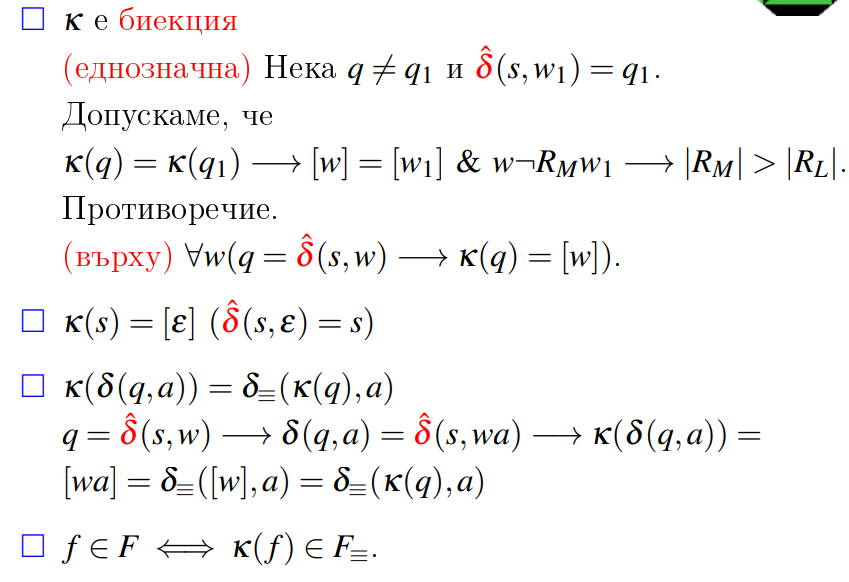 κ е биекция
(еднозначна) Нека q ≠ q₁ и δ̂(s,w₁) = q₁.
Допускаме, че
κ(q) = κ(q₁) ⟶ [w] = [w₁] & w¬R_M w₁ ⟶ |R_M| > |R_L|.
Противоречие.
(върху) ∀w(q = δ̂(s,w) ⟶ κ(q) = [w]).
κ(s) = [ε] (δ̂(s,ε) = s)
κ(δ(q,a)) = δ_≡(κ(q),a)
q = δ̂(s,w) ⟶ δ(q,a) = δ̂(s,wa) ⟶ κ(δ(q,a)) =
[wa] = δ_≡([w],a) = δ_≡(κ(q),a)
f ∈ F ⟺ κ(f) ∈ F_≡.